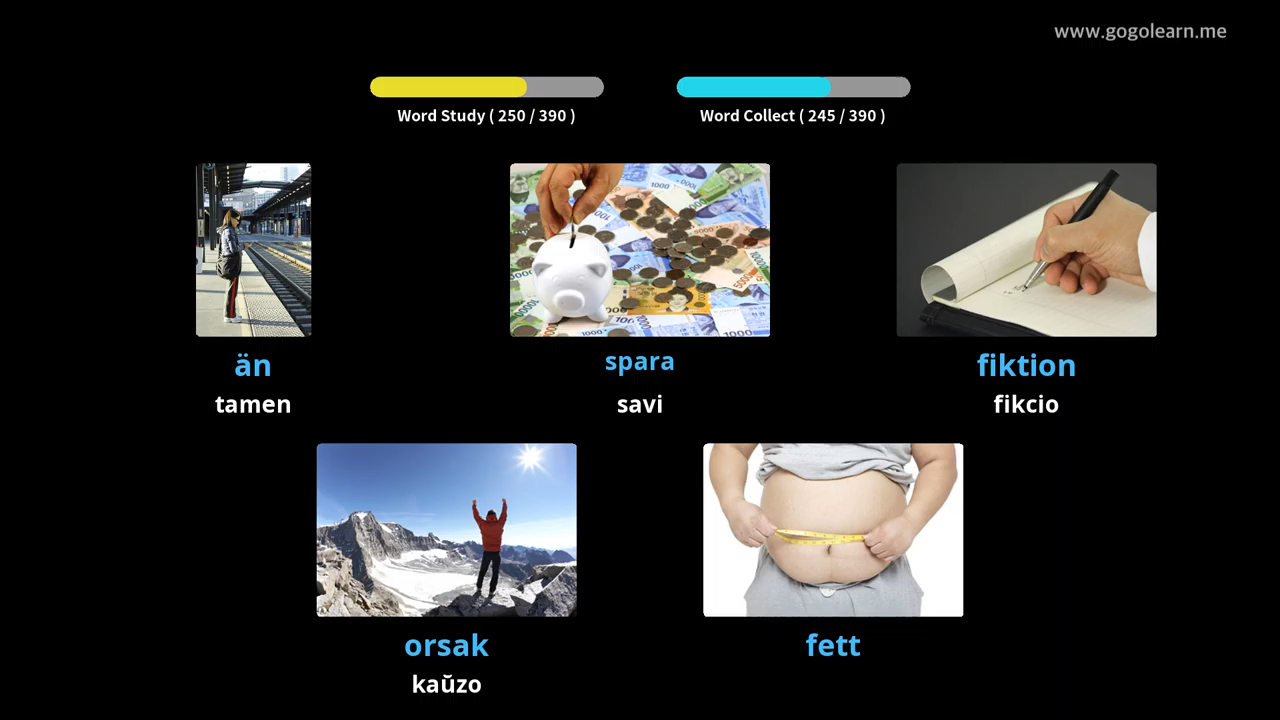 www.gogolearn.me
Word Study ( 250 / 390 )
Word Collect ( 245 / 390 )
än
tamen
spara
savi
fiktion
fikcio
orsak
kaŭzo
fett